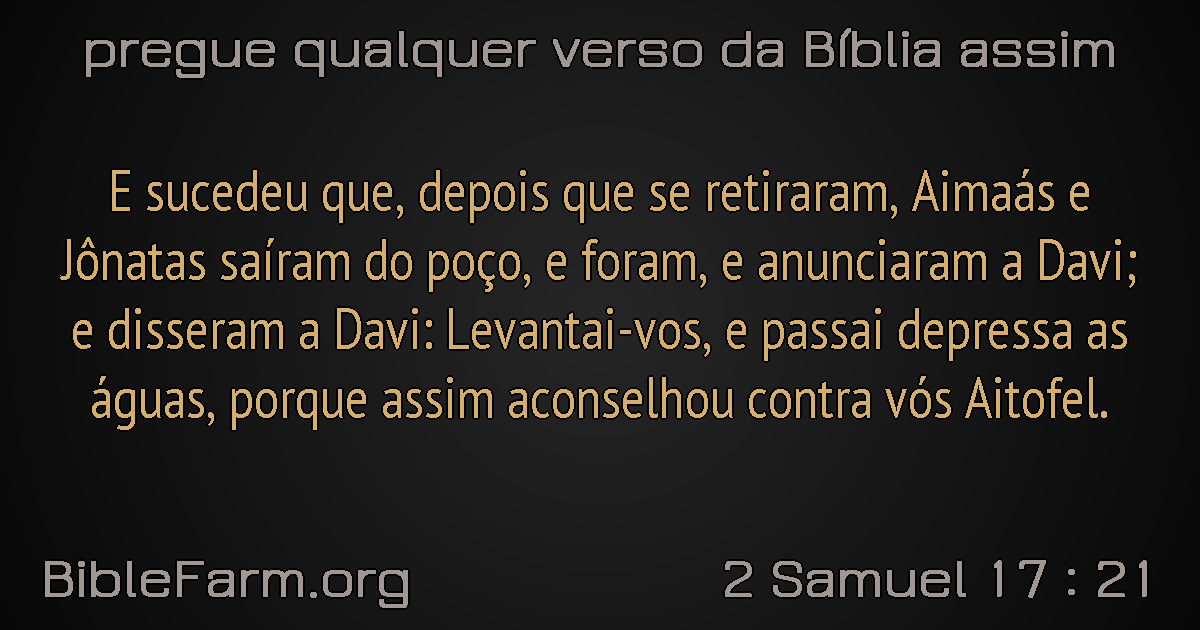 pregue qualquer verso da Bíblia assim
E sucedeu que, depois que se retiraram, Aimaás e
Jônatas saíram do poço, e foram, e anunciaram a Davi;
e disseram a Davi: Levantai-vos, e passai depressa as
águas, porque assim aconselhou contra vós Aitofel.
BibleFarm.org
2 Samuel 17 : 21